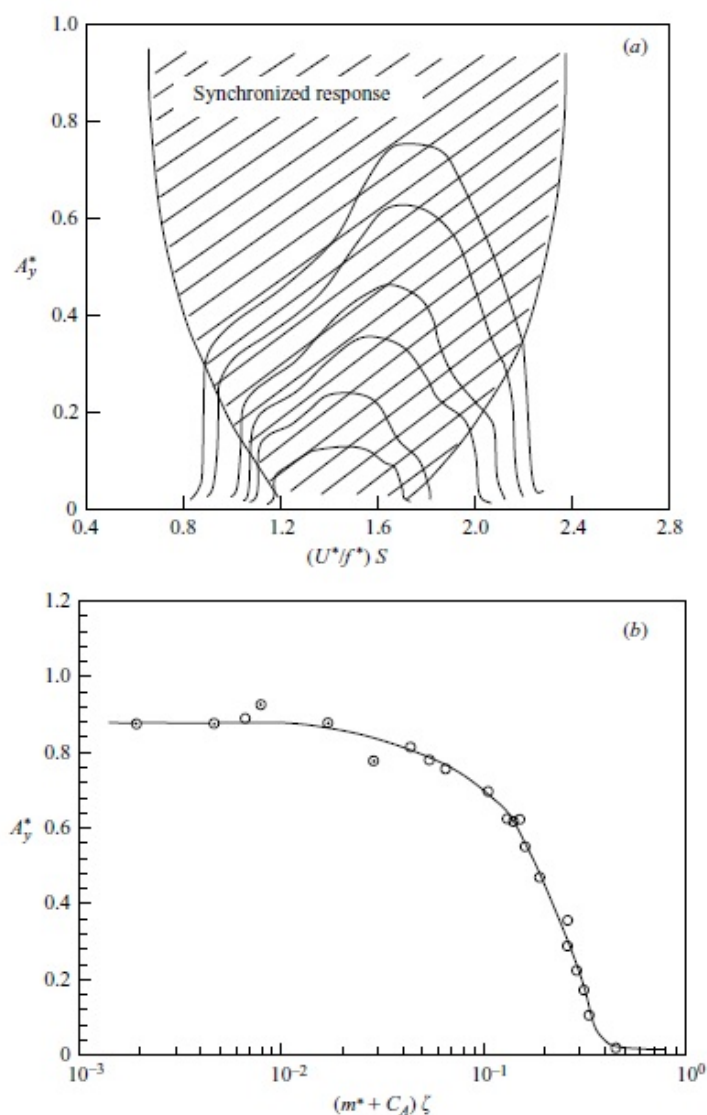 1.0
(a)
Synchronized response
0.8
0.6
A*y
0.4
0.2
0
0.4 0.8 1.2 1.6 2.0 2.4 2.8
(U*/f*) S
1.2
(b)
1.0
0.8
A*y
0.6
0.4
0.2
0
10⁻³ 10⁻² 10⁻¹ 10⁰
(m* + C_A) ζ